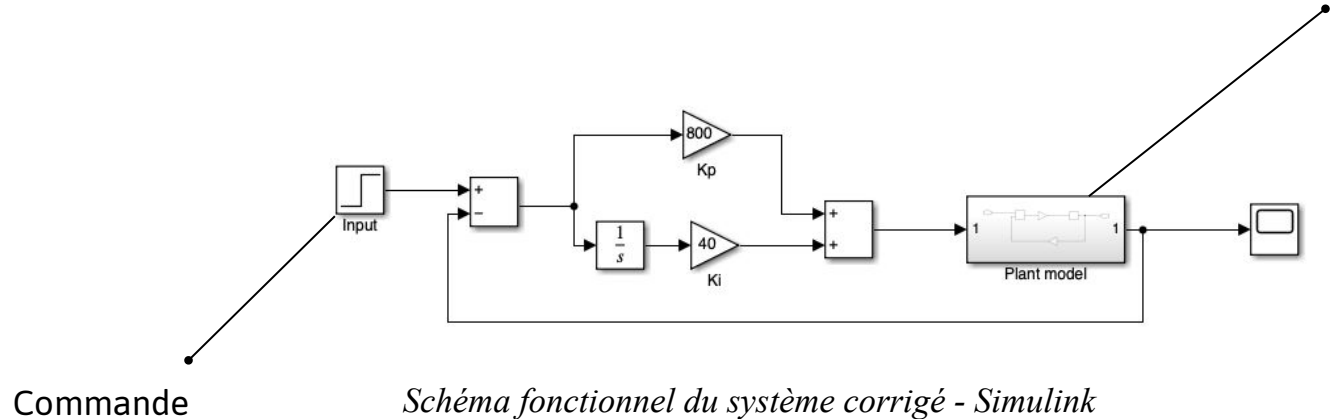 800
Kp
+
−
Input
1
s
40
Ki
+
+
1
1
Plant model
Commande
Schéma fonctionnel du système corrigé - Simulink